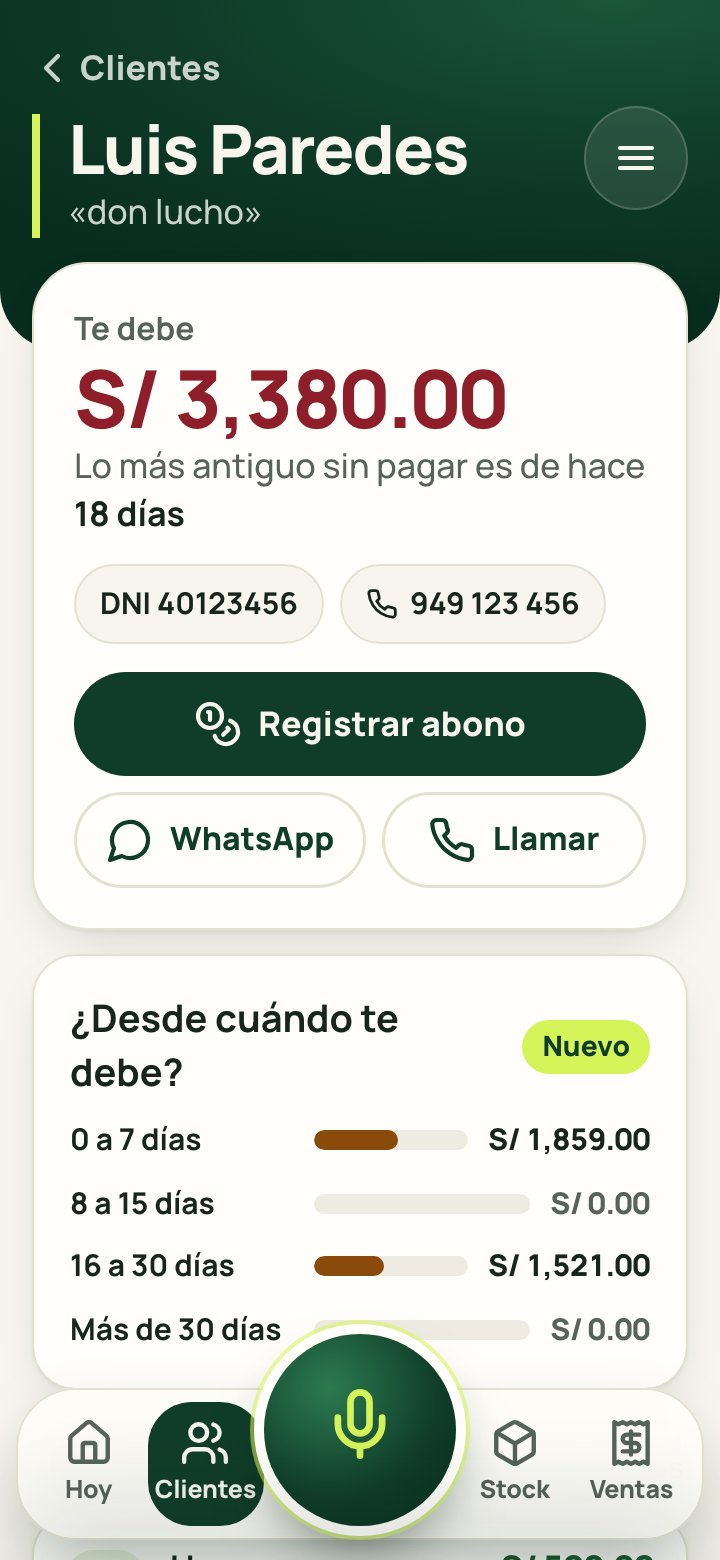 Clientes
Luis Paredes
«don lucho»
Te debe
S/ 3,380.00
Lo más antiguo sin pagar es de hace
18 días
DNI 40123456
949 123 456
Registrar abono
WhatsApp
Llamar
¿Desde cuándo te
debe?
Nuevo
0 a 7 días S/ 1,859.00
8 a 15 días S/ 0.00
16 a 30 días S/ 1,521.00
Más de 30 días S/ 0.00
Hoy
Clientes
Stock
Ventas